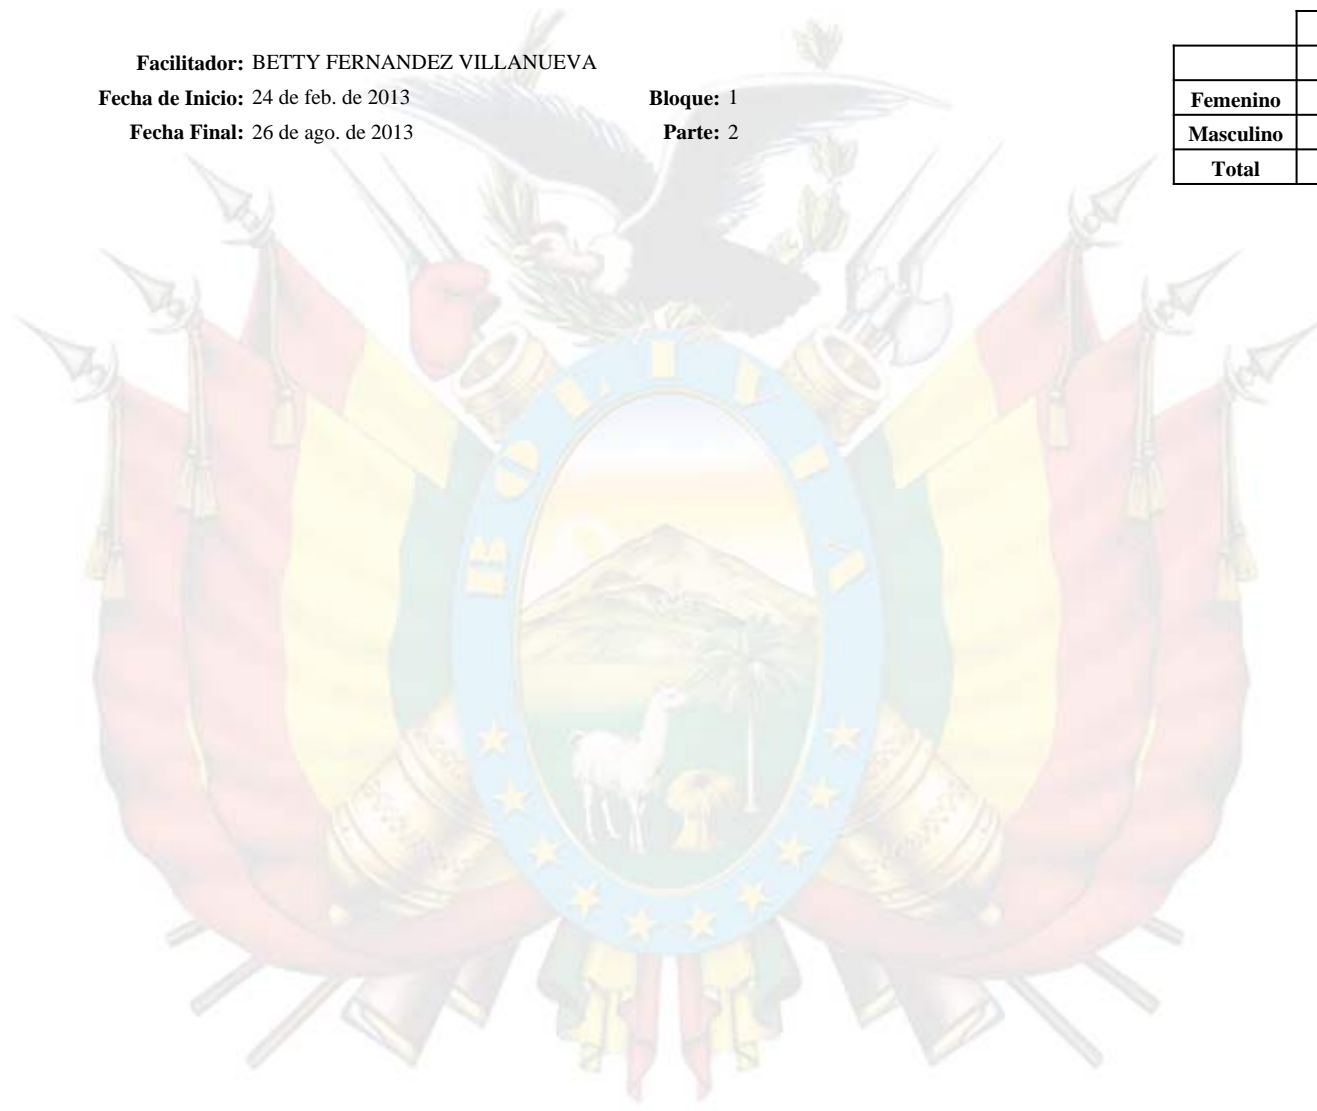 Facilitador: BETTY FERNANDEZ VILLANUEVA
Fecha de Inicio: 24 de feb. de 2013 Bloque: 1
Fecha Final: 26 de ago. de 2013 Parte: 2
Femenino
Masculino
Total
BOLIVIA